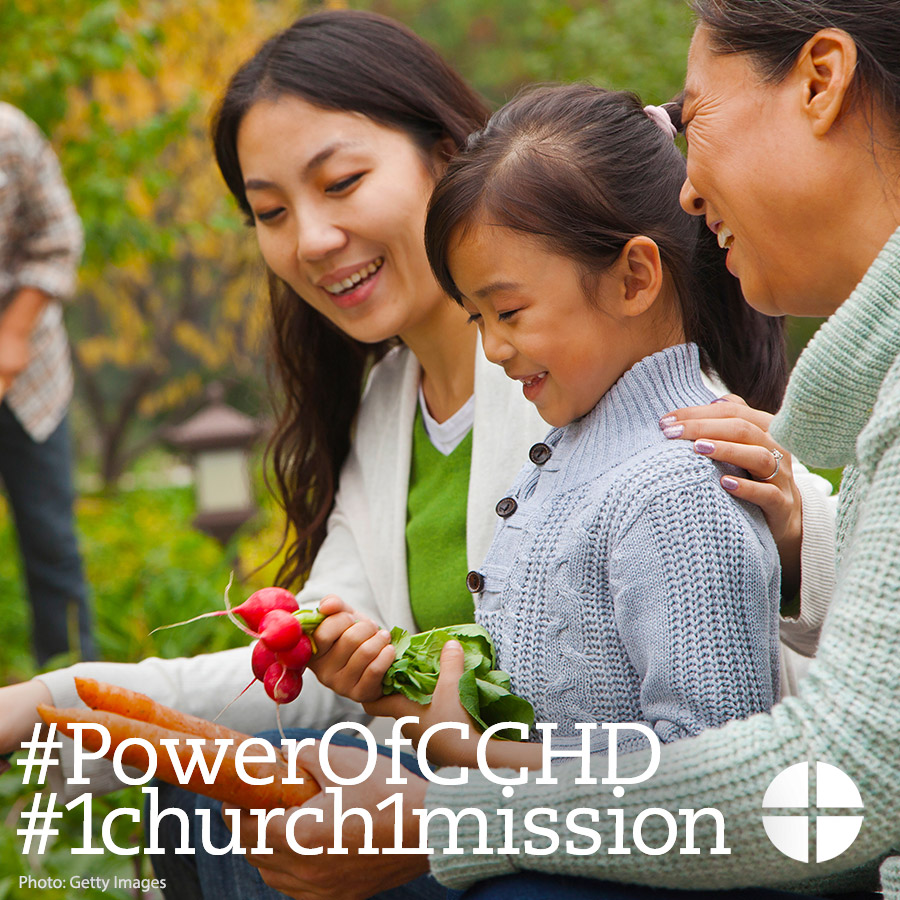 #PowerOfCCHD
#1church1mission
Photo: Getty Images